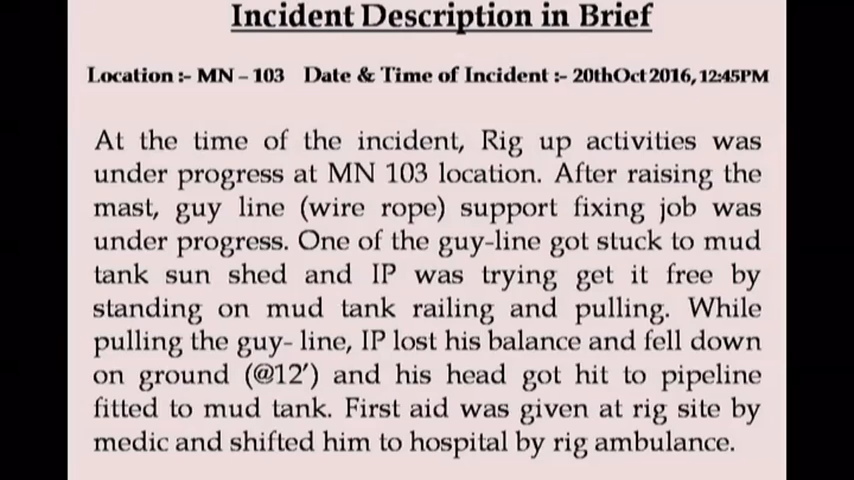 Incident Description in Brief
Location :- MN – 103 Date & Time of Incident :- 20thOct 2016, 12:45PM
At the time of the incident, Rig up activities was
under progress at MN 103 location. After raising the
mast, guy line (wire rope) support fixing job was
under progress. One of the guy-line got stuck to mud
tank sun shed and IP was trying get it free by
standing on mud tank railing and pulling. While
pulling the guy- line, IP lost his balance and fell down
on ground (@12’) and his head got hit to pipeline
fitted to mud tank. First aid was given at rig site by
medic and shifted him to hospital by rig ambulance.